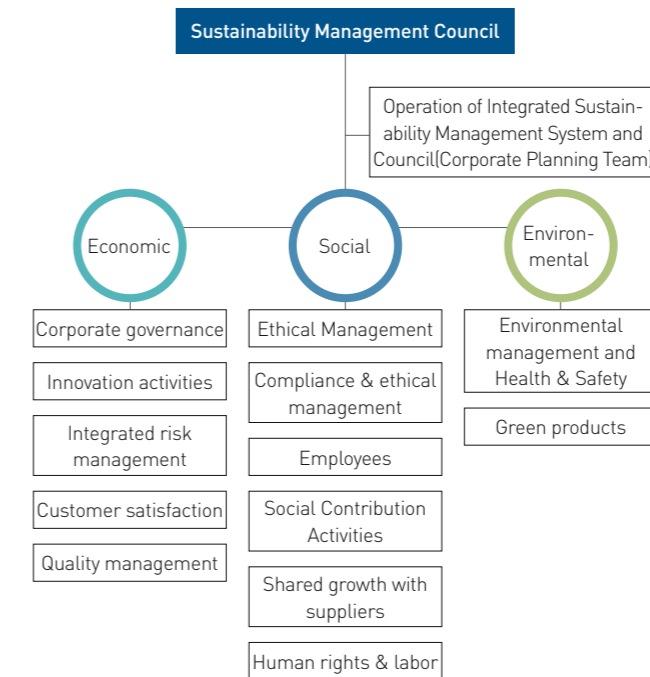 Sustainability Management Council
Operation of Integrated Sustain-
ability Management System and
Council(Corporate Planning Team)
Economic
Social
Environ-
mental
Corporate governance
Innovation activities
Integrated risk
management
Customer satisfaction
Quality management
Ethical Management
Compliance & ethical
management
Employees
Social Contribution
Activities
Shared growth with
suppliers
Human rights & labor
Environmental
management and
Health & Safety
Green products